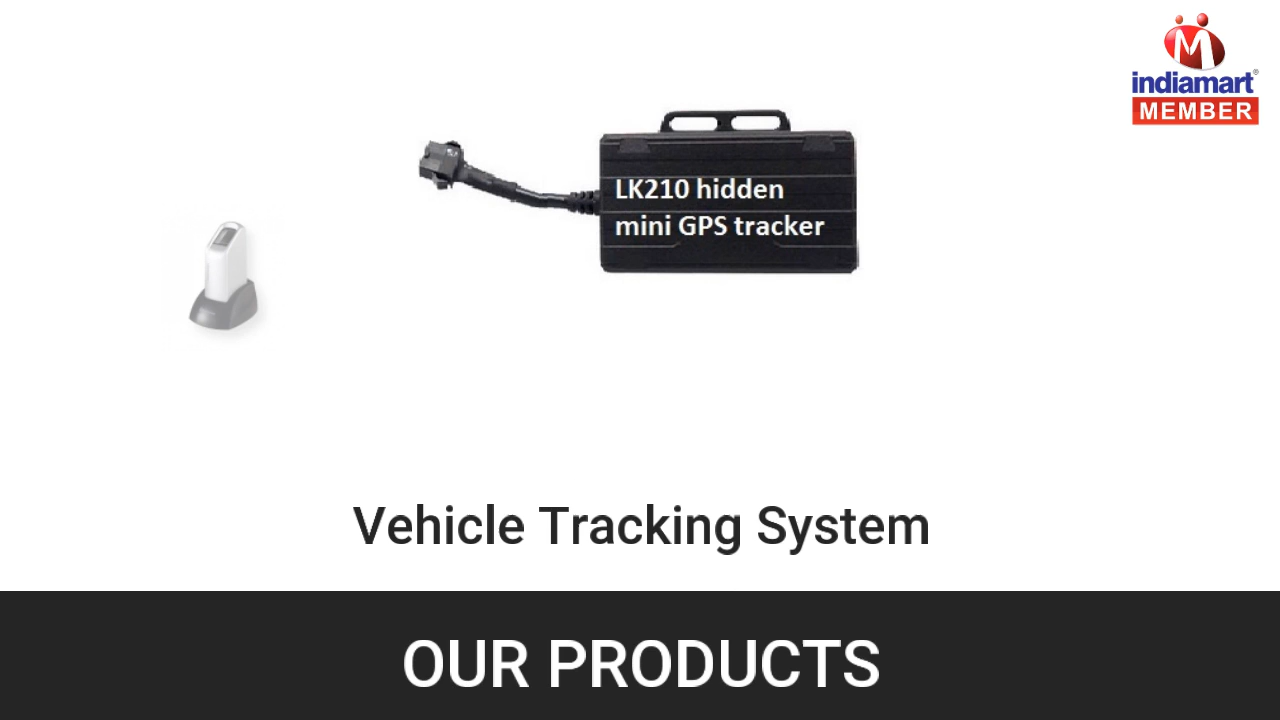 indiamart
MEMBER
LK210 hidden
mini GPS tracker
Vehicle Tracking System
OUR PRODUCTS